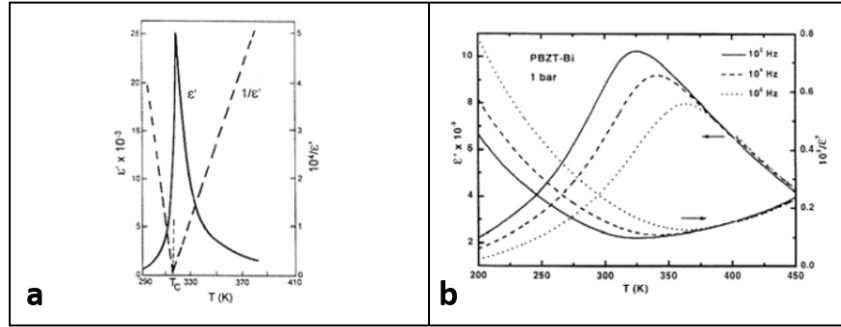 25
20
15
10
5
0
ε' x 10⁻³
ε'
1/ε'
5
4
3
2
1
0
10⁴/ε'
290
T_C
330
370
410
T (K)
a
10
8
6
4
2
ε' x 10⁻³
PBZT-Bi
1 bar
10² Hz
10⁴ Hz
10⁶ Hz
0.8
0.6
0.4
0.2
0.0
10³/ε'
200
250
300
350
400
450
T (K)
b